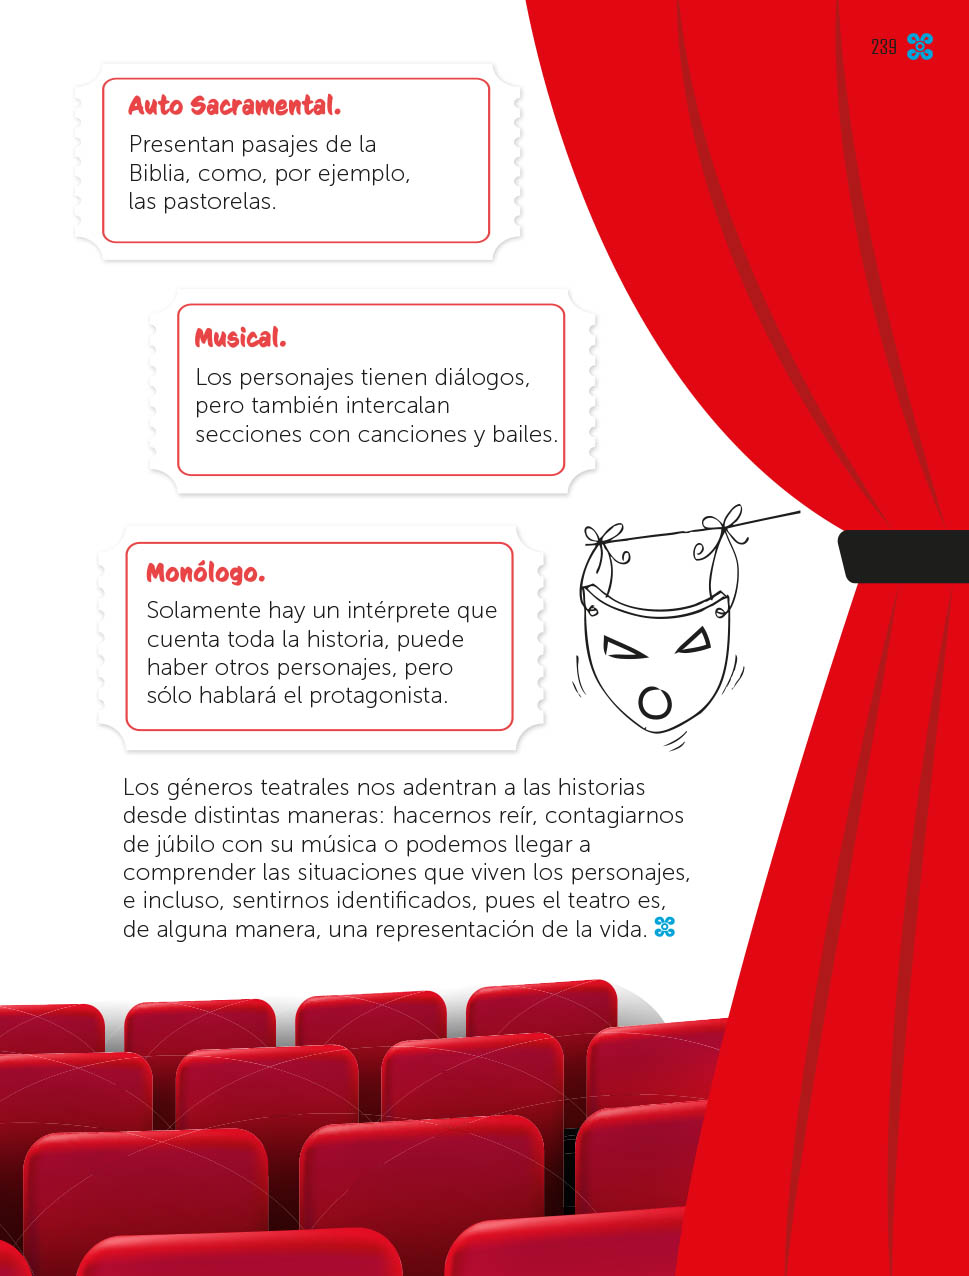 239
Auto Sacramental.
Presentan pasajes de la
Biblia, como, por ejemplo,
las pastorelas.
Musical.
Los personajes tienen diálogos,
pero también intercalan
secciones con canciones y bailes.
Monólogo.
Solamente hay un intérprete que
cuenta toda la historia, puede
haber otros personajes, pero
sólo hablará el protagonista.
Los géneros teatrales nos adentran a las historias
desde distintas maneras: hacernos reír, contagiarnos
de júbilo con su música o podemos llegar a
comprender las situaciones que viven los personajes,
e incluso, sentirnos identificados, pues el teatro es,
de alguna manera, una representación de la vida.